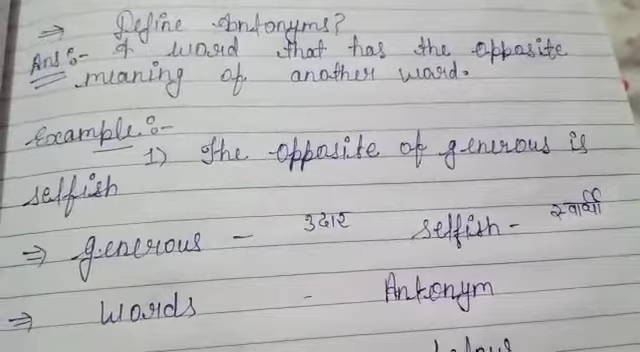 ⇒ Define Antonyms?
Ans:- A word that has the opposite
meaning of another word.
Example:-
1) The opposite of generous is
selfish
⇒ generous - उदार selfish - स्वार्थी
⇒ Words - Antonym